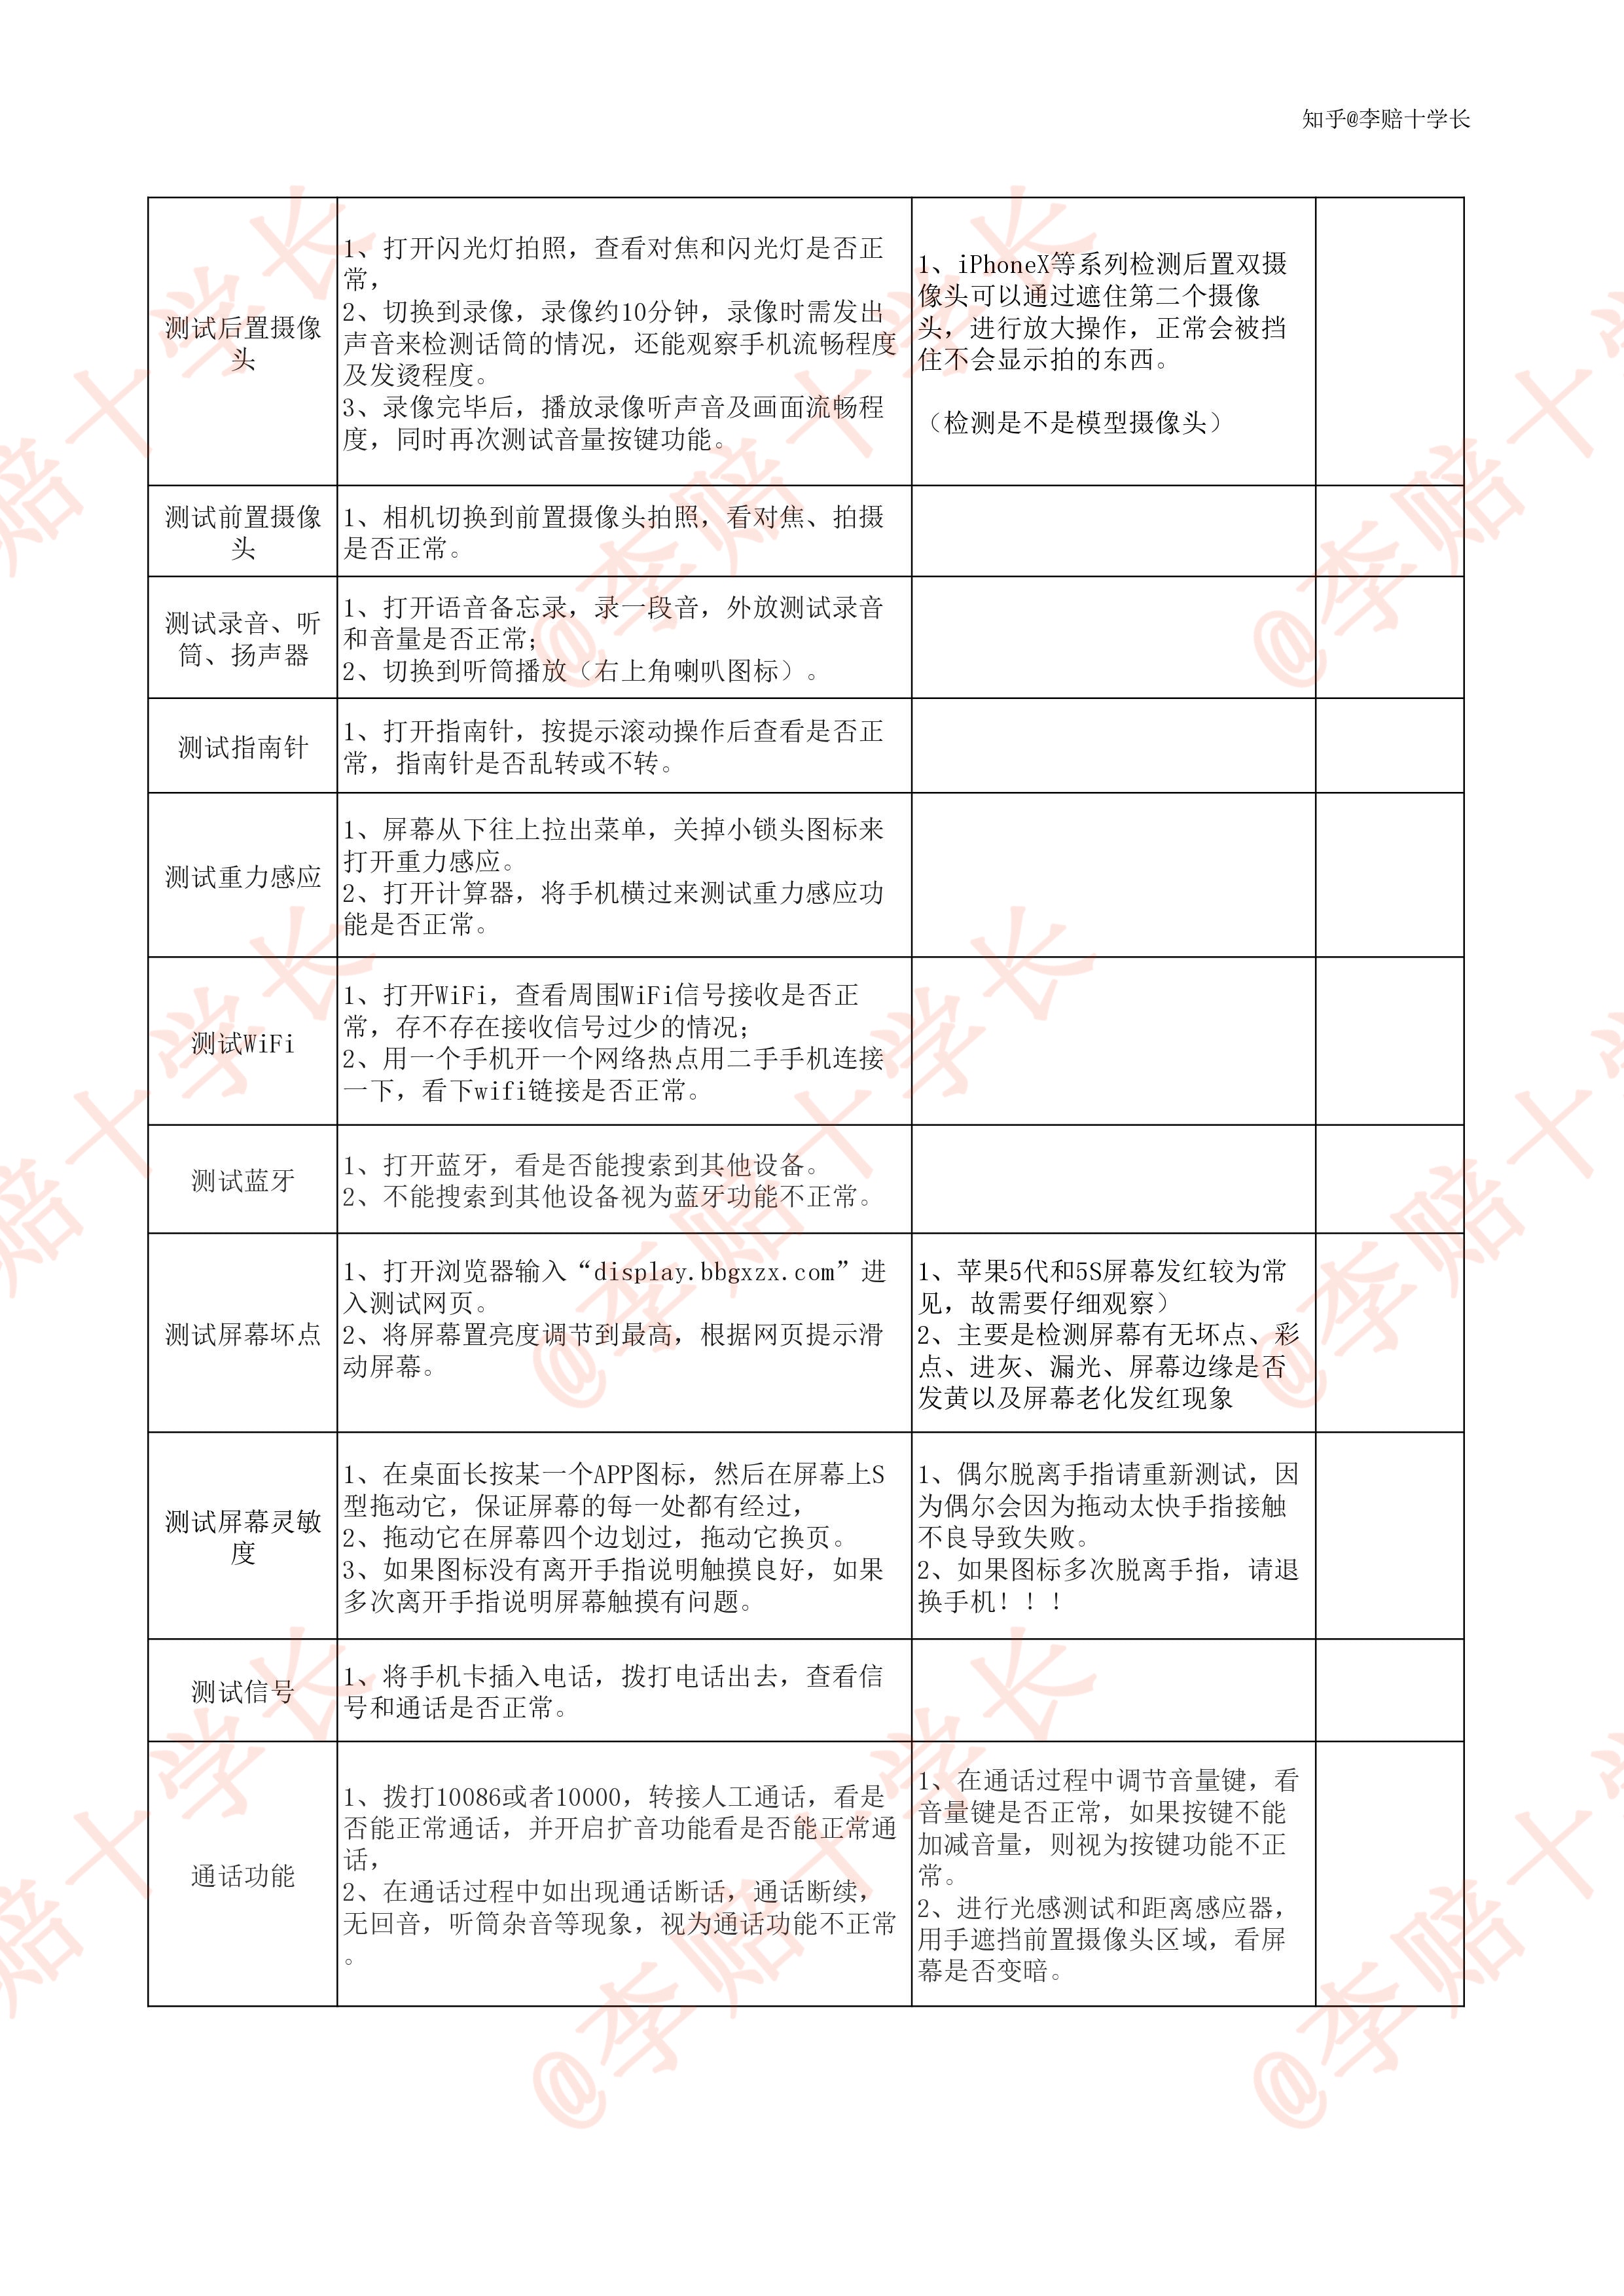 知乎@李赔十学长
测试后置摄像
头
1、打开闪光灯拍照，查看对焦和闪光灯是否正
常，
2、切换到录像，录像约10分钟，录像时需发出
声音来检测话筒的情况，还能观察手机流畅程度
及发烫程度。
3、录像完毕后，播放录像听声音及画面流畅程
度，同时再次测试音量按键功能。
1、iPhoneX等系列检测后置双摄
像头可以通过遮住第二个摄像
头，进行放大操作，正常会被挡
住不会显示拍的东西。
（检测是不是模型摄像头）
测试前置摄像
头
1、相机切换到前置摄像头拍照，看对焦、拍摄
是否正常。
测试录音、听
筒、扬声器
1、打开语音备忘录，录一段音，外放测试录音
和音量是否正常；
2、切换到听筒播放（右上角喇叭图标）。
测试指南针
1、打开指南针，按提示滚动操作后查看是否正
常，指南针是否乱转或不转。
测试重力感应
1、屏幕从下往上拉出菜单，关掉小锁头图标来
打开重力感应。
2、打开计算器，将手机横过来测试重力感应功
能是否正常。
测试WiFi
1、打开WiFi，查看周围WiFi信号接收是否正
常，存不存在接收信号过少的情况；
2、用一个手机开一个网络热点用二手手机连接
一下，看下wifi链接是否正常。
测试蓝牙
1、打开蓝牙，看是否能搜索到其他设备。
2、不能搜索到其他设备视为蓝牙功能不正常。
测试屏幕坏点
1、打开浏览器输入“display.bbgxzx.com”进
入测试网页。
2、将屏幕置亮度调节到最高，根据网页提示滑
动屏幕。
1、苹果5代和5S屏幕发红较为常
见，故需要仔细观察）
2、主要是检测屏幕有无坏点、彩
点、进灰、漏光、屏幕边缘是否
发黄以及屏幕老化发红现象
测试屏幕灵敏
度
1、在桌面长按某一个APP图标，然后在屏幕上S
型拖动它，保证屏幕的每一处都有经过，
2、拖动它在屏幕四个边划过，拖动它换页。
3、如果图标没有离开手指说明触摸良好，如果
多次离开手指说明屏幕触摸有问题。
1、偶尔脱离手指请重新测试，因
为偶尔会因为拖动太快手指接触
不良导致失败。
2、如果图标多次脱离手指，请退
换手机！！！
测试信号
1、将手机卡插入电话，拨打电话出去，查看信
号和通话是否正常。
通话功能
1、拨打10086或者10000，转接人工通话，看是
否能正常通话，并开启扩音功能看是否能正常通
话，
2、在通话过程中如出现通话断话，通话断续，
无回音，听筒杂音等现象，视为通话功能不正常
。
1、在通话过程中调节音量键，看
音量键是否正常，如果按键不能
加减音量，则视为按键功能不正
常。
2、进行光感测试和距离感应器，
用手遮挡前置摄像头区域，看屏
幕是否变暗。
@李赔十学长
@李赔十学长
@李赔十学长